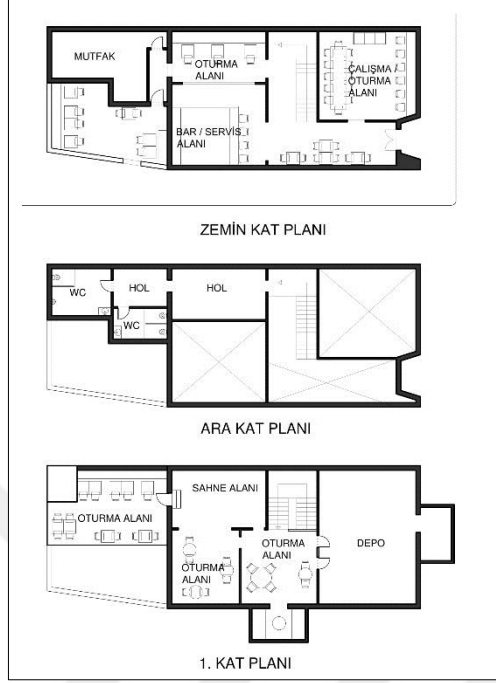 MUTFAK
OTURMA
ALANI
ÇALIŞMA /
OTURMA
ALANI
BAR / SERVİS
ALANI
ZEMİN KAT PLANI
WC
HOL
HOL
WC
ARA KAT PLANI
SAHNE ALANI
OTURMA ALANI
OTURMA
ALANI
DEPO
OTURMA
ALANI
1. KAT PLANI